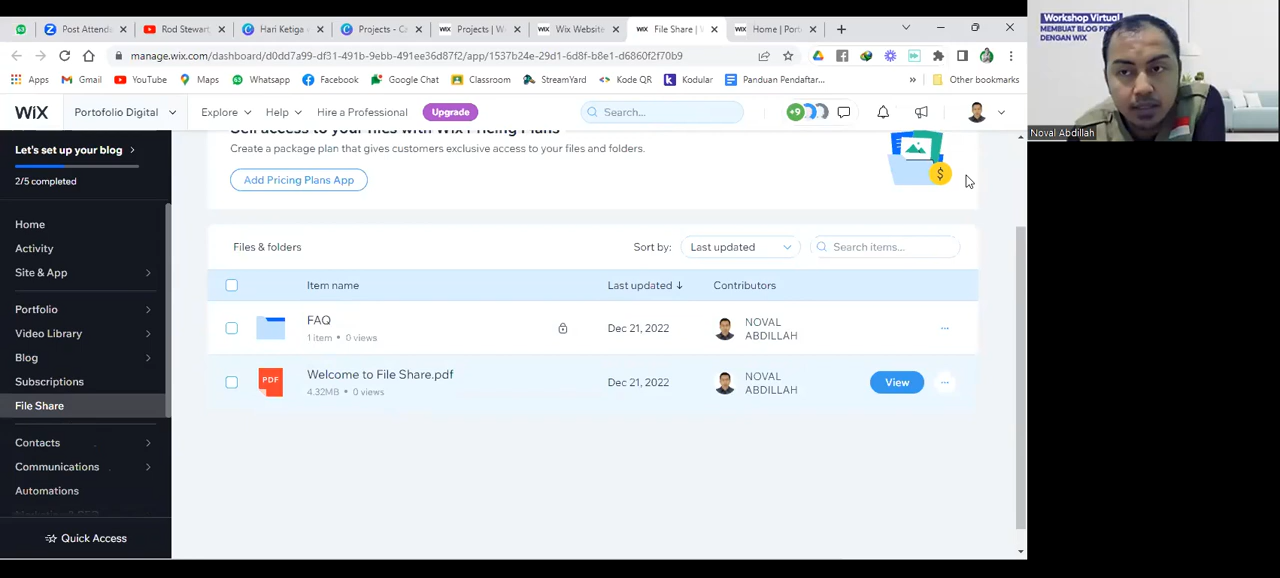 Post Attende
Rod Stewart,
Hari Ketiga -
Projects - Co
Projects | W
Wix Website
File Share | W
Home | Porto
manage.wix.com/dashboard/d0dd7a99-df31-491b-9ebb-491ee36d87f2/app/1537b24e-91d1-6d8f-b8e1-d6860f2f70b9
Apps
Gmail
YouTube
Maps
Whatsapp
Facebook
Google Chat
Classroom
StreamYard
Kode QR
Kodular
Panduan Pendaftar...
»
Other bookmarks
WiX
Portofolio Digital
Explore
Help
Hire a Professional
Upgrade
Search...
+9
Let's set up your blog
2/5 completed
Home
Activity
Site & App
Portfolio
Video Library
Blog
Subscriptions
File Share
Contacts
Communications
Automations
Quick Access
Sell access to your files with Wix Pricing Plans
Create a package plan that gives customers exclusive access to your files and folders.
Add Pricing Plans App
$
Files & folders
Sort by:
Last updated
Search items...
Item name
Last updated ↓
Contributors
FAQ
1 item • 0 views
Dec 21, 2022
NOVAL
ABDILLAH
PDF
Welcome to File Share.pdf
4.32MB • 0 views
Dec 21, 2022
NOVAL
ABDILLAH
View
Workshop Virtual
MEMBUAT BLOG PE
DENGAN WIX
Noval Abdillah